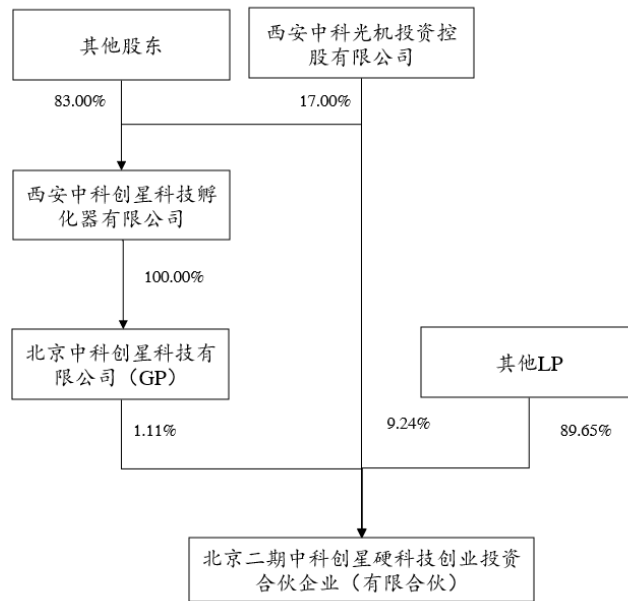 其他股东
西安中科光机投资控
股有限公司
83.00%
17.00%
西安中科创星科技孵
化器有限公司
100.00%
北京中科创星科技有
限公司（GP）
其他LP
1.11%
9.24%
89.65%
北京二期中科创星硬科技创业投资
合伙企业（有限合伙）